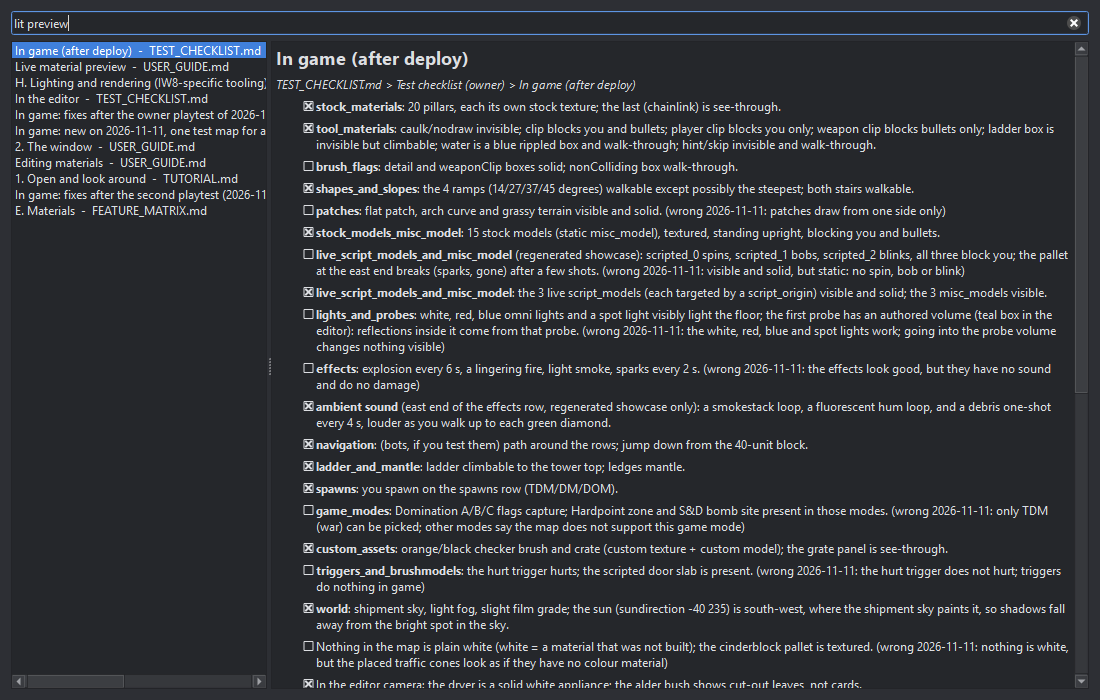 lit preview
In game (after deploy) - TEST_CHECKLIST.md
Live material preview - USER_GUIDE.md
H. Lighting and rendering (IW8-specific tooling)
In the editor - TEST_CHECKLIST.md
In game: fixes after the owner playtest of 2026-1
In game: new on 2026-11-11, one test map for a
2. The window - USER_GUIDE.md
Editing materials - USER_GUIDE.md
1. Open and look around - TUTORIAL.md
In game: fixes after the second playtest (2026-11
E. Materials - FEATURE_MATRIX.md
In game (after deploy)
TEST_CHECKLIST.md > Test checklist (owner) > In game (after deploy)
stock_materials: 20 pillars, each its own stock texture; the last (chainlink) is see-through.
tool_materials: caulk/nodraw invisible; clip blocks you and bullets; player clip blocks you only; weapon clip blocks bullets only; ladder box is
invisible but climbable; water is a blue rippled box and walk-through; hint/skip invisible and walk-through.
brush_flags: detail and weaponClip boxes solid; nonColliding box walk-through.
shapes_and_slopes: the 4 ramps (14/27/37/45 degrees) walkable except possibly the steepest; both stairs walkable.
patches: flat patch, arch curve and grassy terrain visible and solid. (wrong 2026-11-11: patches draw from one side only)
stock_models_misc_model: 15 stock models (static misc_model), textured, standing upright, blocking you and bullets.
live_script_models_and_misc_model (regenerated showcase): scripted_0 spins, scripted_1 bobs, scripted_2 blinks, all three block you; the pallet
at the east end breaks (sparks, gone) after a few shots. (wrong 2026-11-11: visible and solid, but static: no spin, bob or blink)
live_script_models_and_misc_model: the 3 live script_models (each targeted by a script_origin) visible and solid; the 3 misc_models visible.
lights_and_probes: white, red, blue omni lights and a spot light visibly light the floor; the first probe has an authored volume (teal box in the
editor): reflections inside it come from that probe. (wrong 2026-11-11: the white, red, blue and spot lights work; going into the probe volume
changes nothing visible)
effects: explosion every 6 s, a lingering fire, light smoke, sparks every 2 s. (wrong 2026-11-11: the effects look good, but they have no sound
and do no damage)
ambient sound (east end of the effects row, regenerated showcase only): a smokestack loop, a fluorescent hum loop, and a debris one-shot
every 4 s, louder as you walk up to each green diamond.
navigation: (bots, if you test them) path around the rows; jump down from the 40-unit block.
ladder_and_mantle: ladder climbable to the tower top; ledges mantle.
spawns: you spawn on the spawns row (TDM/DM/DOM).
game_modes: Domination A/B/C flags capture; Hardpoint zone and S&D bomb site present in those modes. (wrong 2026-11-11: only TDM
(war) can be picked; other modes say the map does not support this game mode)
custom_assets: orange/black checker brush and crate (custom texture + custom model); the grate panel is see-through.
triggers_and_brushmodels: the hurt trigger hurts; the scripted door slab is present. (wrong 2026-11-11: the hurt trigger does not hurt; triggers
do nothing in game)
world: shipment sky, light fog, slight film grade; the sun (sundirection -40 235) is south-west, where the shipment sky paints it, so shadows fall
away from the bright spot in the sky.
Nothing in the map is plain white (white = a material that was not built); the cinderblock pallet is textured. (wrong 2026-11-11: nothing is white,
but the placed traffic cones look as if they have no colour material)
In the editor camera: the dryer is a solid white appliance; the alder bush shows cut-out leaves, not cards.